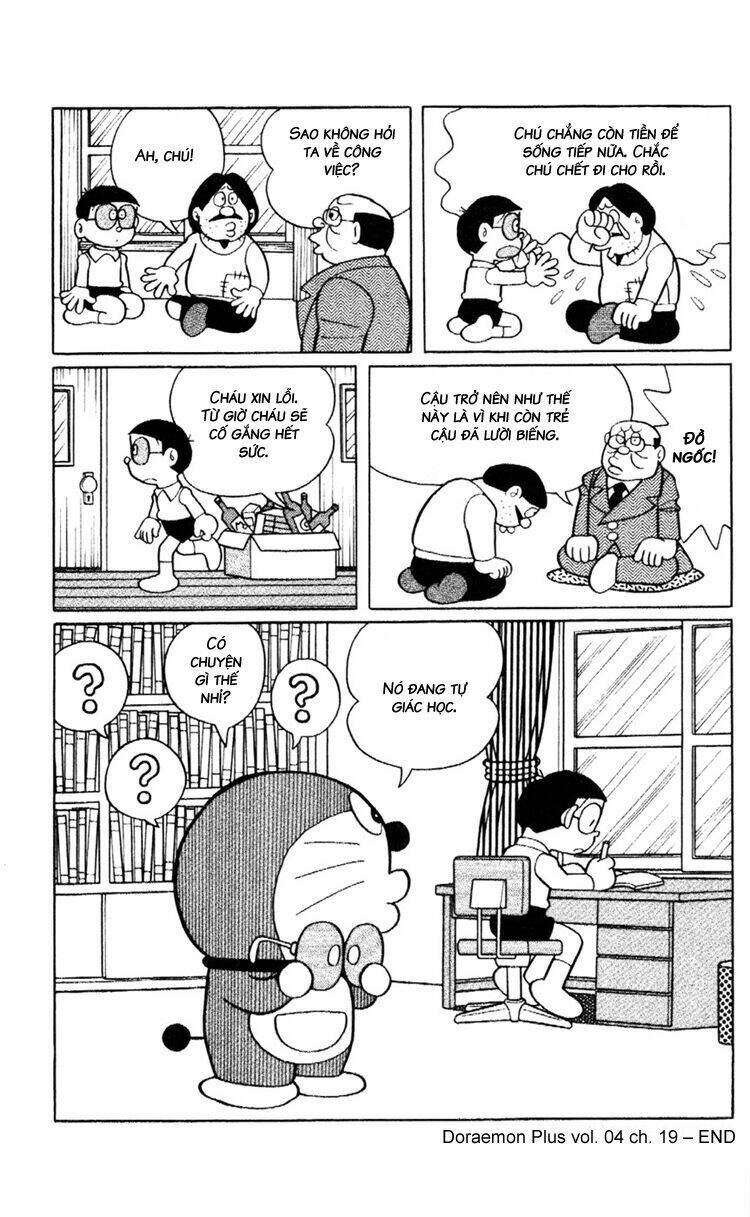 CHÚ CHẲNG CÒN TIỀN ĐỂ
SỐNG TIẾP NỮA. CHẮC
CHÚ CHẾT ĐI CHO RỒI.
SAO KHÔNG HỎI
TA VỀ CÔNG
VIỆC?
AH, CHÚ!
ĐỒ
NGỐC!
CẬU TRỞ NÊN NHƯ THẾ
NÀY LÀ VÌ KHI CÒN TRẺ
CẬU ĐÃ LƯỜI BIẾNG.
CHÁU XIN LỖI.
TỪ GIỜ CHÁU SẼ
CỐ GẮNG HẾT
SỨC.
NÓ ĐANG TỰ
GIÁC HỌC.
?
CÓ
CHUYỆN
GÌ THẾ
NHỈ?
?
?
Doraemon Plus vol. 04 ch. 19 – END